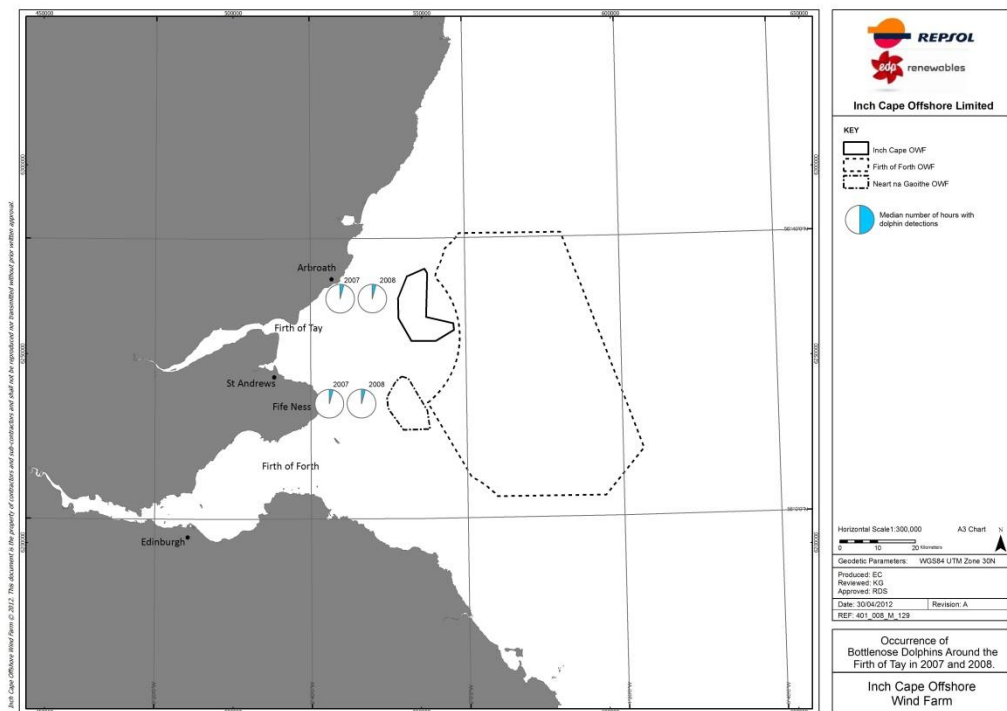 450000
500000
550000
600000
650000
6300000
6250000
6200000
Arbroath
2007
2008
Firth of Tay
St Andrews
2007
2008
Fife Ness
Firth of Forth
Edinburgh
Inch Cape Offshore Wind Farm © 2012. This document is the property of contractors and sub-contractors and shall not be reproduced nor transmitted without prior written approval.
REPSOL
edp renewables
Inch Cape Offshore Limited
KEY
Inch Cape OWF
Firth of Forth OWF
Neart na Gaoithe OWF
Median number of hours with
dolphin detections
Horizontal Scale1:300,000 A3 Chart N
0 10 20 Kilometers
Geodetic Parameters: WGS84 UTM Zone 30N
Produced: EC
Reviewed: KG
Approved: RDS
Date: 30/04/2012 Revision: A
REF: 401_008_M_129
Occurrence of
Bottlenose Dolphins Around the
Firth of Tay in 2007 and 2008.
Inch Cape Offshore
Wind Farm